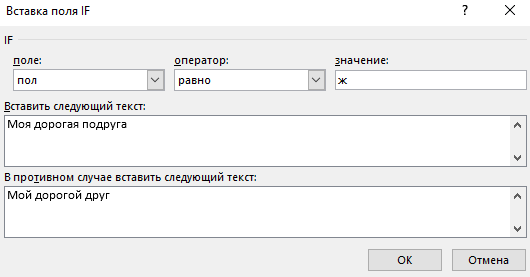 Вставка поля IF ? ×
IF
поле: оператор: значение:
пол равно ж
Вставить следующий текст:
Моя дорогая подруга
В противном случае вставить следующий текст:
Мой дорогой друг
ОК Отмена